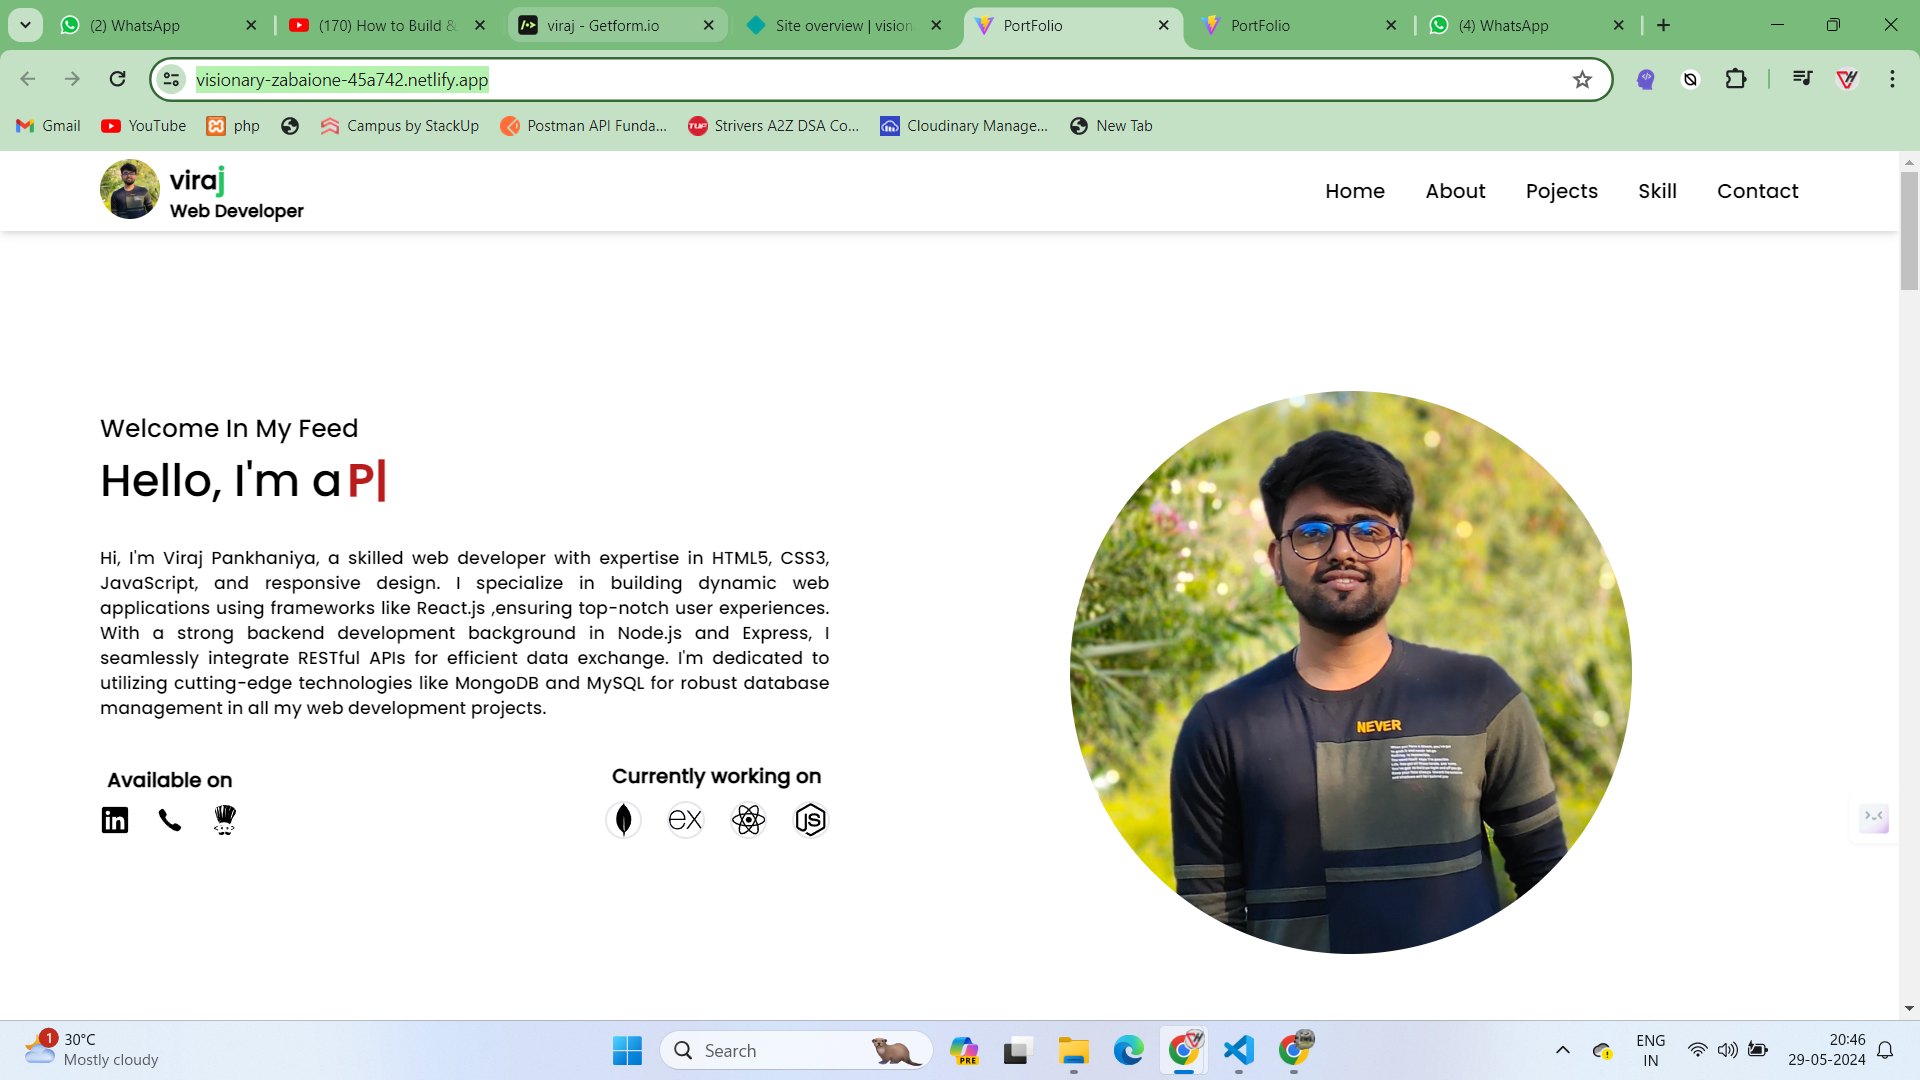 (2) WhatsApp
(170) How to Build &
viraj - Getform.io
Site overview | vision
PortFolio
PortFolio
(4) WhatsApp
visionary-zabaione-45a742.netlify.app
Gmail
YouTube
php
Campus by StackUp
Postman API Funda...
Strivers A2Z DSA Co...
Cloudinary Manage...
New Tab
viraj
Web Developer
Home
About
Pojects
Skill
Contact
Welcome In My Feed
Hello, I'm a P|
Hi, I'm Viraj Pankhaniya, a skilled web developer with expertise in HTML5, CSS3,
JavaScript, and responsive design. I specialize in building dynamic web
applications using frameworks like React.js ,ensuring top-notch user experiences.
With a strong backend development background in Node.js and Express, I
seamlessly integrate RESTful APIs for efficient data exchange. I'm dedicated to
utilizing cutting-edge technologies like MongoDB and MySQL for robust database
management in all my web development projects.
Available on
Currently working on
in
ex
JS
NEVER
1
30°C
Mostly cloudy
Search
PRE
ENG
IN
20:46
29-05-2024